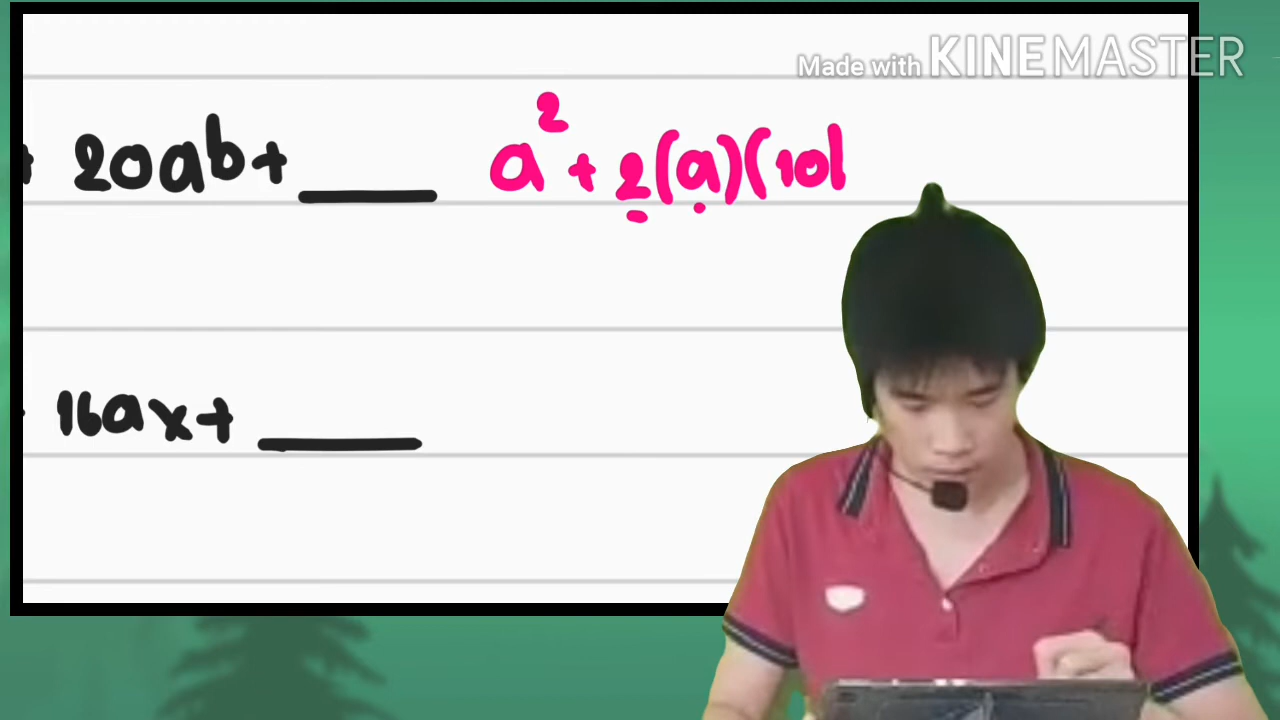 Made with KINEMASTER
+ 20ab + ____ a² + 2(a)(10
16ax + ____